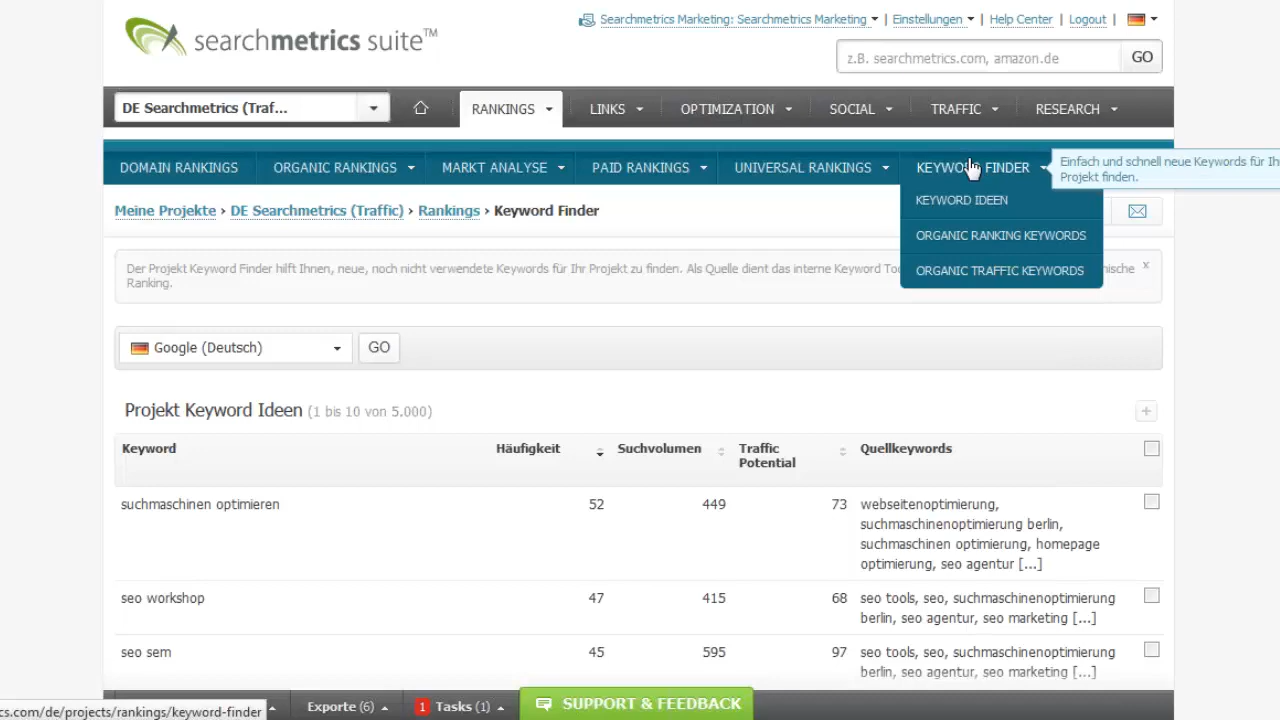 Searchmetrics Marketing: Searchmetrics Marketing | Einstellungen | Help Center | Logout |
searchmetrics suite™
z.B. searchmetrics.com, amazon.de GO
DE Searchmetrics (Traf... RANKINGS LINKS OPTIMIZATION SOCIAL TRAFFIC RESEARCH
DOMAIN RANKINGS ORGANIC RANKINGS MARKT ANALYSE PAID RANKINGS UNIVERSAL RANKINGS KEYWORD FINDER
Einfach und schnell neue Keywords für Ih
Projekt finden.
KEYWORD IDEEN
ORGANIC RANKING KEYWORDS
ORGANIC TRAFFIC KEYWORDS
Meine Projekte › DE Searchmetrics (Traffic) › Rankings › Keyword Finder
Der Projekt Keyword Finder hilft Ihnen, neue, noch nicht verwendete Keywords für Ihr Projekt zu finden. Als Quelle dient das interne Keyword Too nische x
Ranking.
Google (Deutsch) GO
Projekt Keyword Ideen (1 bis 10 von 5.000) +
Keyword Häufigkeit Suchvolumen Traffic Potential Quellkeywords
suchmaschinen optimieren 52 449 73 webseitenoptimierung,
suchmaschinenoptimierung berlin,
suchmaschinen optimierung, homepage
optimierung, seo agentur [...]
seo workshop 47 415 68 seo tools, seo, suchmaschinenoptimierung
berlin, seo agentur, seo marketing [...]
seo sem 45 595 97 seo tools, seo, suchmaschinenoptimierung
berlin, seo agentur, seo marketing [...]
cs.com/de/projects/rankings/keyword-finder Exporte (6) 1 Tasks (1) SUPPORT & FEEDBACK